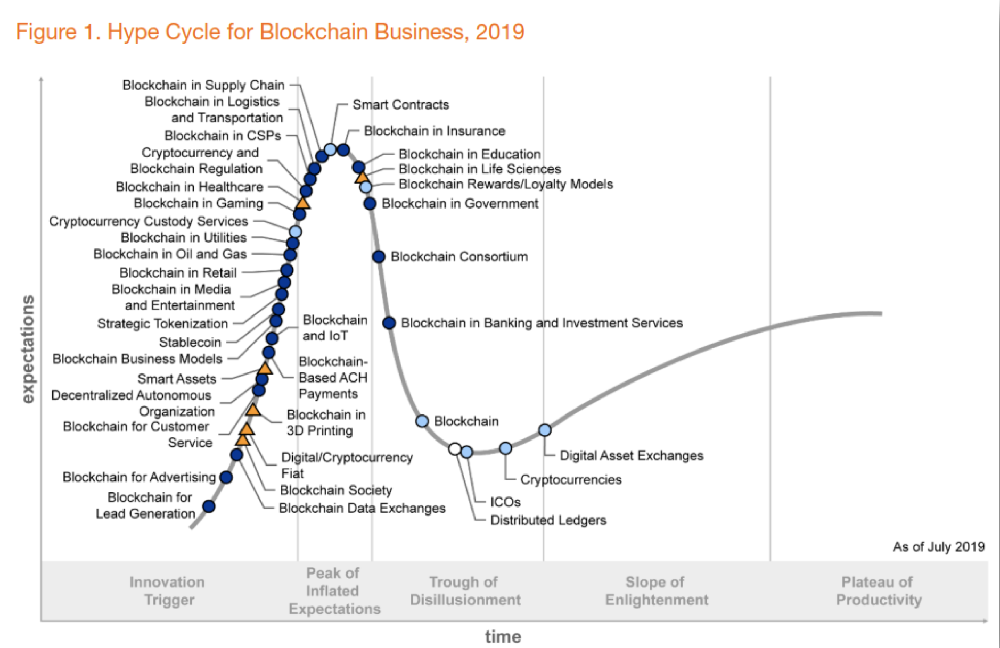 Figure 1. Hype Cycle for Blockchain Business, 2019
Blockchain in Supply Chain
Blockchain in Logistics
and Transportation
Blockchain in CSPs
Cryptocurrency and
Blockchain Regulation
Blockchain in Healthcare
Blockchain in Gaming
Cryptocurrency Custody Services
Blockchain in Utilities
Blockchain in Oil and Gas
Blockchain in Retail
Blockchain in Media
and Entertainment
Strategic Tokenization
Stablecoin
Blockchain Business Models
Smart Assets
Decentralized Autonomous
Organization
Blockchain for Customer
Service
Blockchain for Advertising
Blockchain for
Lead Generation
Smart Contracts
Blockchain in Insurance
Blockchain in Education
Blockchain in Life Sciences
Blockchain Rewards/Loyalty Models
Blockchain in Government
Blockchain Consortium
Blockchain
and IoT
Blockchain in Banking and Investment Services
Blockchain-
Based ACH
Payments
Blockchain in
3D Printing
Digital/Cryptocurrency
Fiat
Blockchain Society
Blockchain Data Exchanges
Blockchain
Digital Asset Exchanges
Cryptocurrencies
ICOs
Distributed Ledgers
As of July 2019
expectations
Innovation
Trigger
Peak of
Inflated
Expectations
Trough of
Disillusionment
Slope of
Enlightenment
Plateau of
Productivity
time